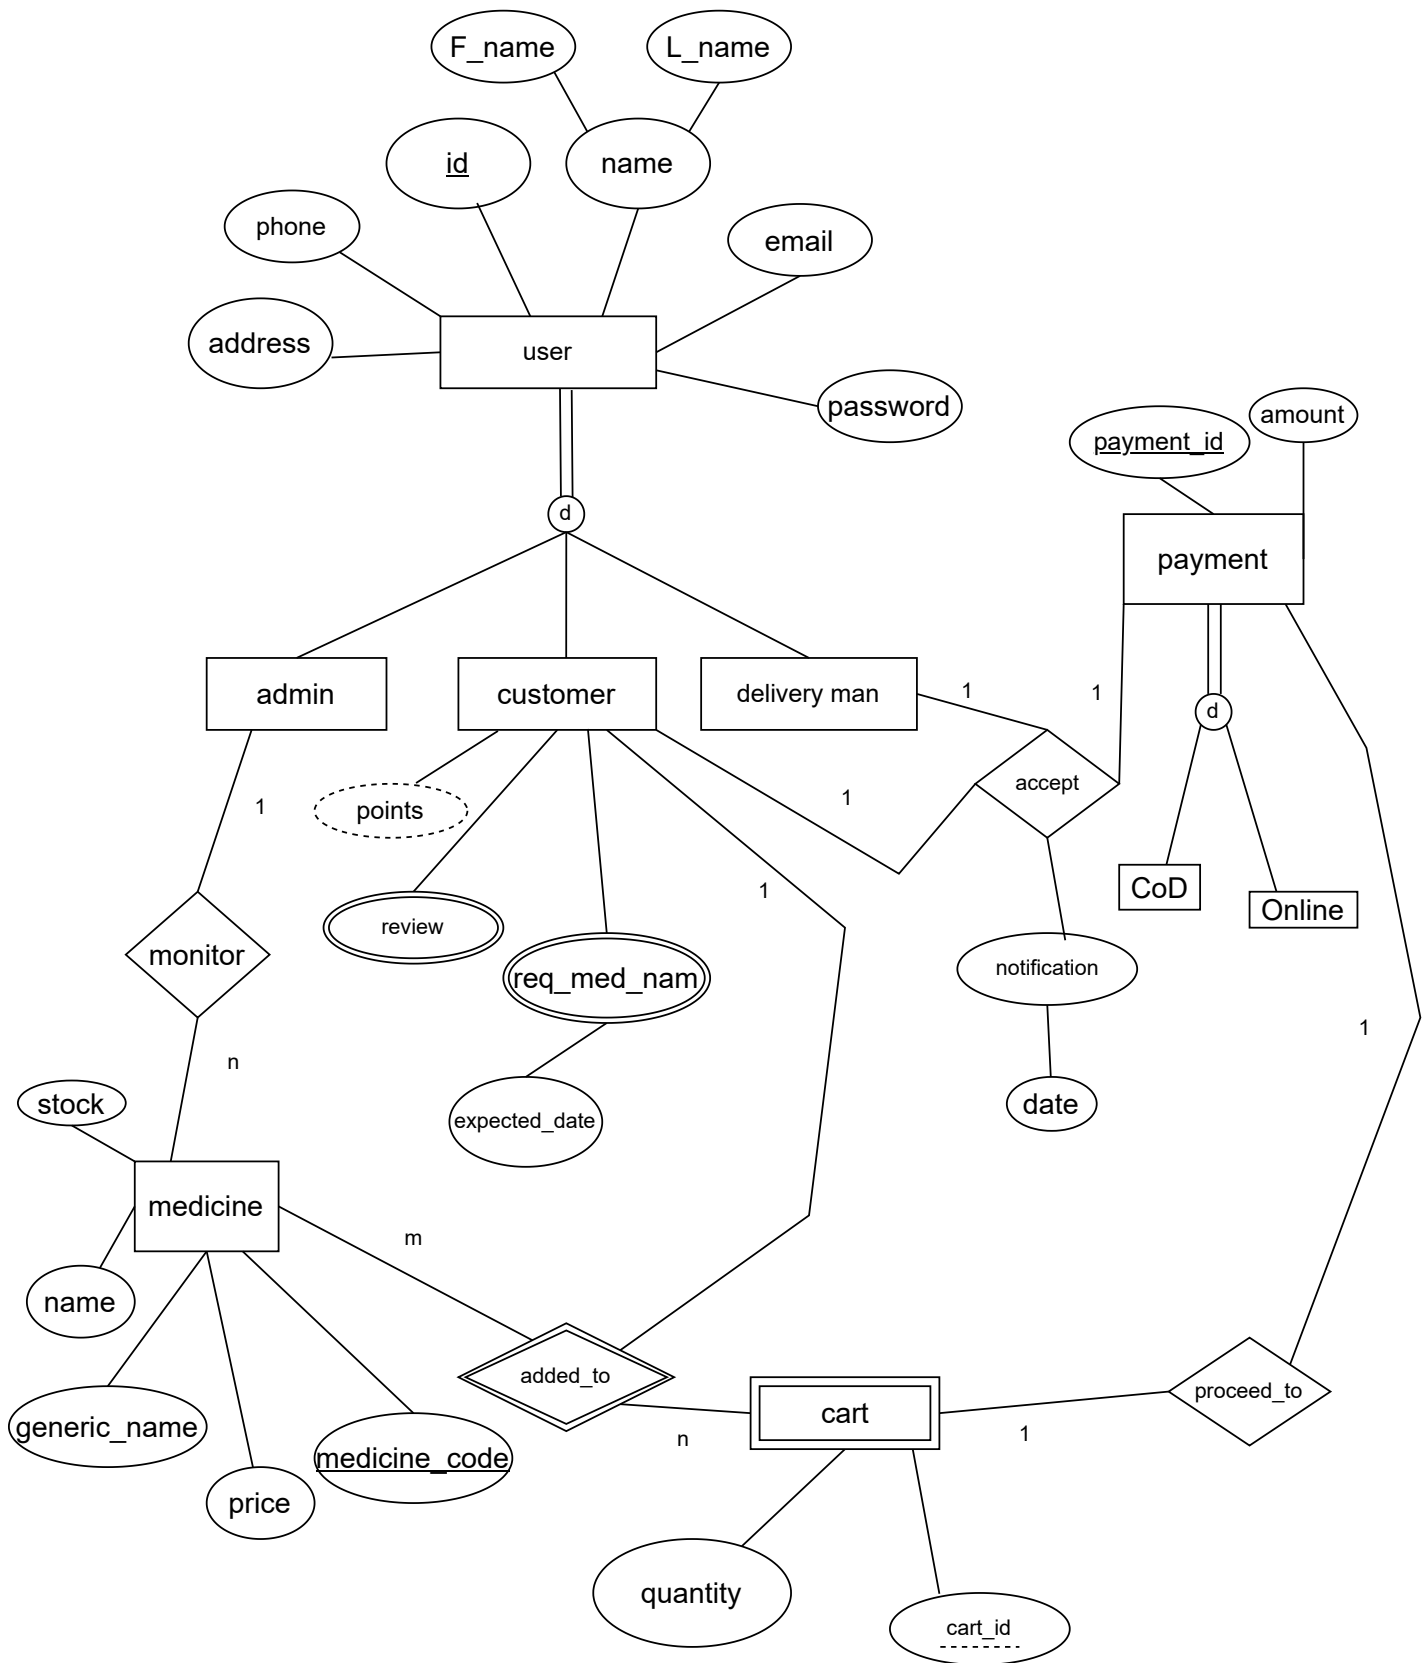 F_name
L_name
id
name
phone
email
address
user
password
amount
payment_id
d
payment
admin
customer
delivery man
1
1
d
accept
1
points
1
CoD
1
Online
review
monitor
notification
req_med_nam
1
n
stock
date
expected_date
medicine
m
name
added_to
proceed_to
cart
generic_name
n
1
medicine_code
price
quantity
cart_id